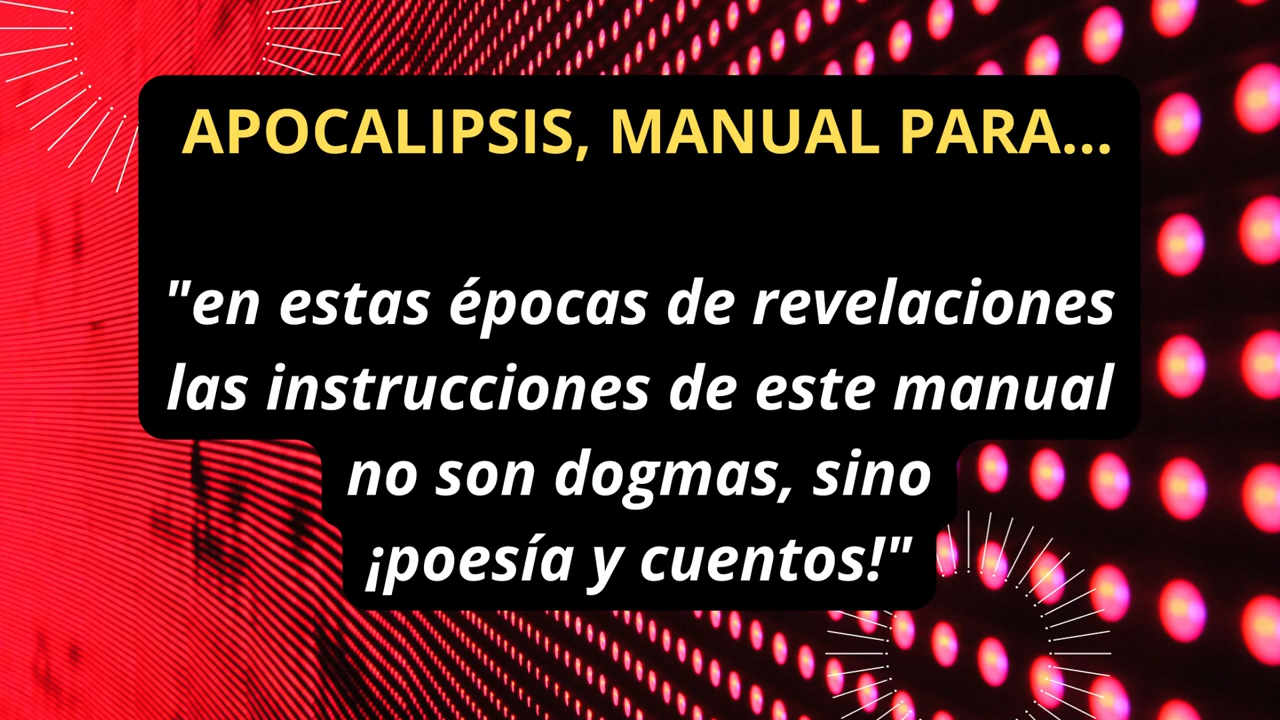 APOCALIPSIS, MANUAL PARA...
"en estas épocas de revelaciones
las instrucciones de este manual
no son dogmas, sino
¡poesía y cuentos!"